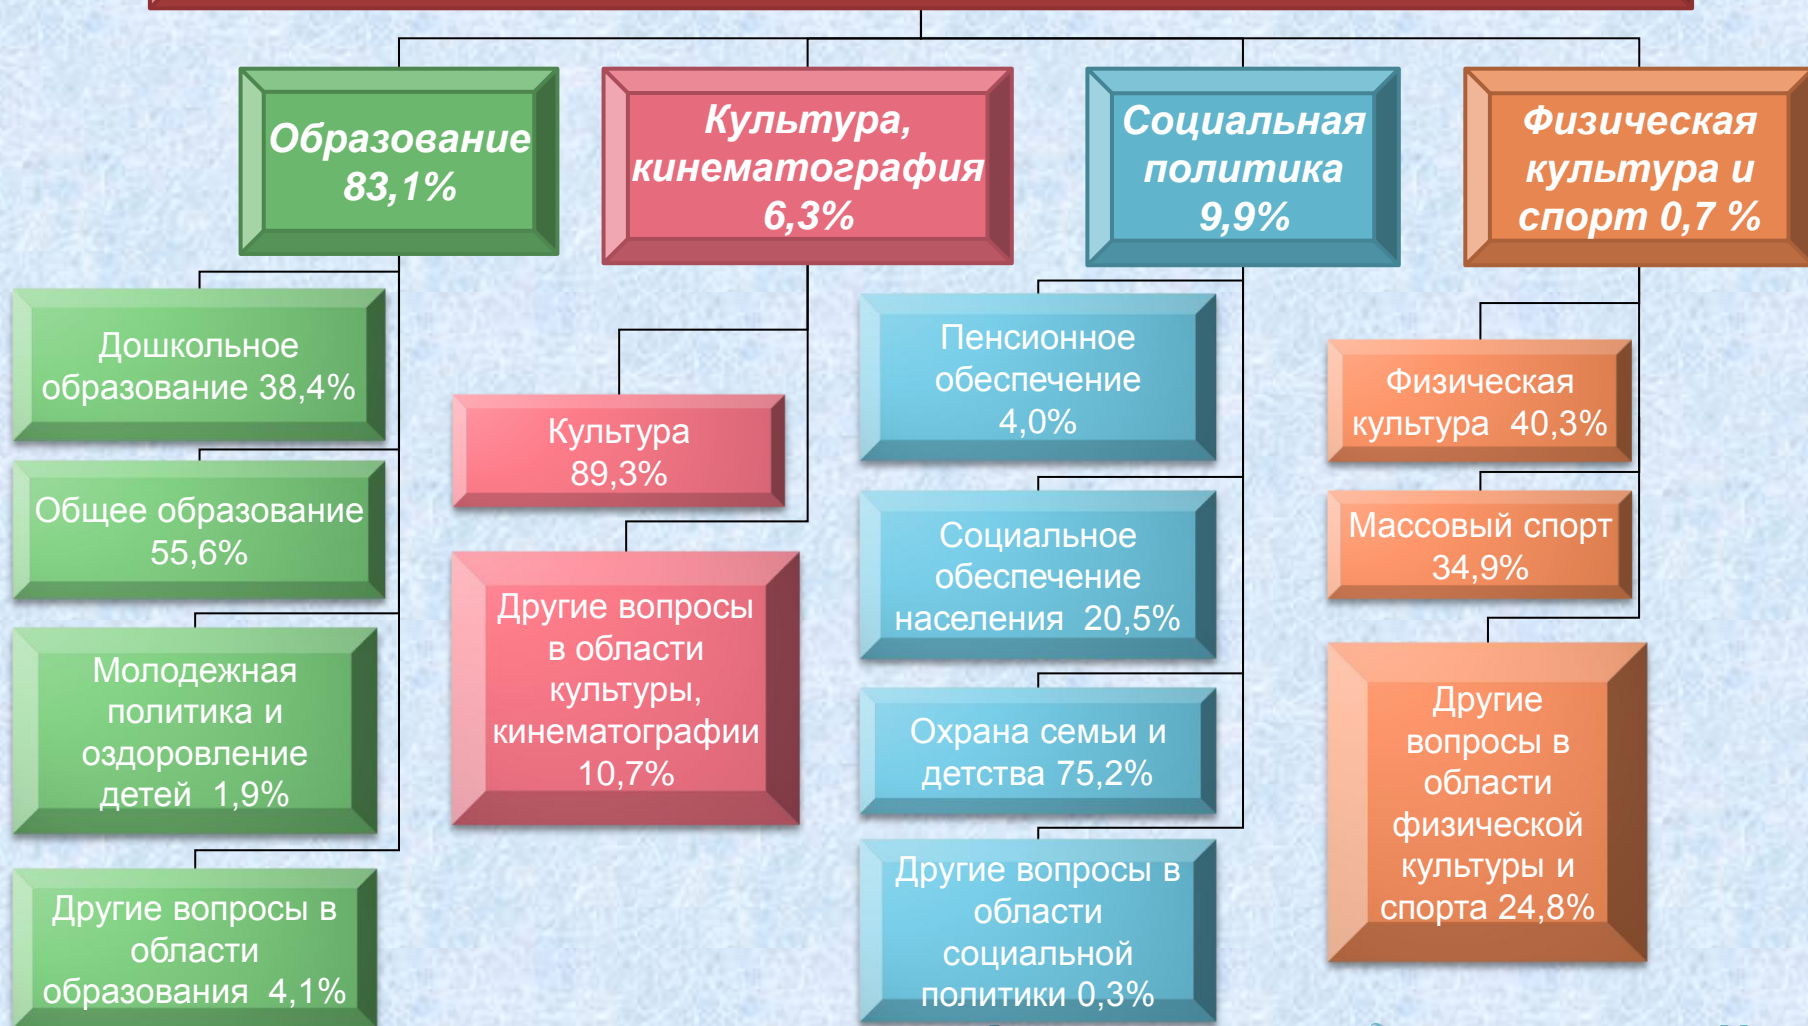 Образование
83,1%
Культура,
кинематография
6,3%
Социальная
политика
9,9%
Физическая
культура и
спорт 0,7 %
Дошкольное
образование 38,4%
Общее образование
55,6%
Молодежная
политика и
оздоровление
детей 1,9%
Другие вопросы в
области
образования 4,1%
Культура
89,3%
Другие вопросы
в области
культуры,
кинематографии
10,7%
Пенсионное
обеспечение
4,0%
Социальное
обеспечение
населения 20,5%
Охрана семьи и
детства 75,2%
Другие вопросы в
области
социальной
политики 0,3%
Физическая
культура 40,3%
Массовый спорт
34,9%
Другие
вопросы в
области
физической
культуры и
спорта 24,8%